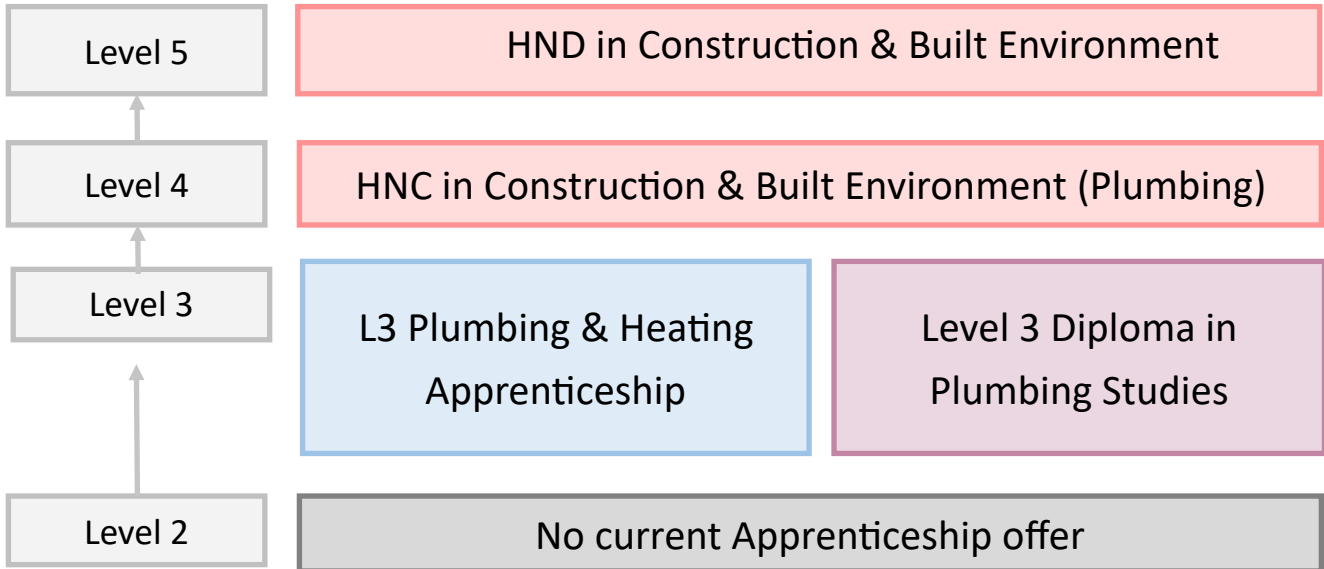 Level 5
HND in Construction & Built Environment
Level 4
HNC in Construction & Built Environment (Plumbing)
Level 3
L3 Plumbing & Heating
Apprenticeship
Level 3 Diploma in
Plumbing Studies
Level 2
No current Apprenticeship offer